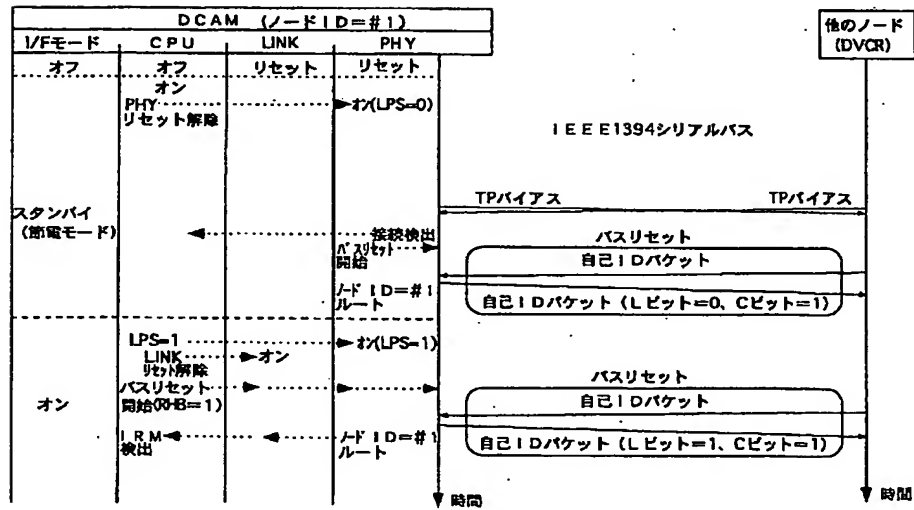 DCAM (ノードID=#1)
I/Fモード CPU LINK PHY
他のノード
(DVCR)
オフ オフ リセット リセット
オン
PHY オン(LPS=0)
リセット解除
IEEE1394シリアルバス
TPバイアス TPバイアス
スタンバイ
(節電モード)
接続検出
バスリセット
バスリセット
開始
自己IDパケット
ノードID=#1
ルート
自己IDパケット(Lビット=0、Cビット=1)
LPS=1 オン(LPS=1)
LINK オン
リセット解除
バスリセット
バスリセット
オン
開始(RHB=1)
自己IDパケット
IRM ノードID=#1
検出 ルート
自己IDパケット(Lビット=1、Cビット=1)
時間 時間